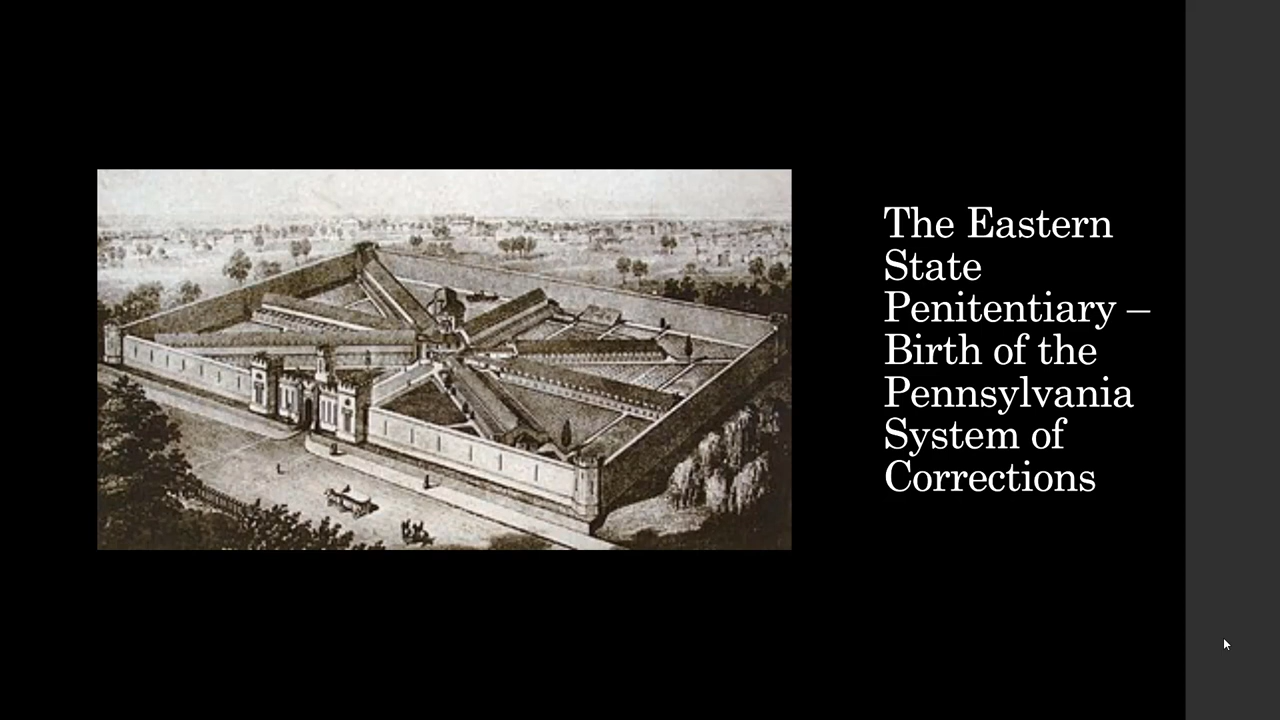 The Eastern
State
Penitentiary –
Birth of the
Pennsylvania
System of
Corrections